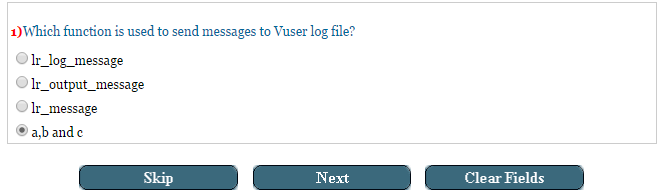 1)Which function is used to send messages to Vuser log file?
lr_log_message
lr_output_message
lr_message
a,b and c
Skip Next Clear Fields